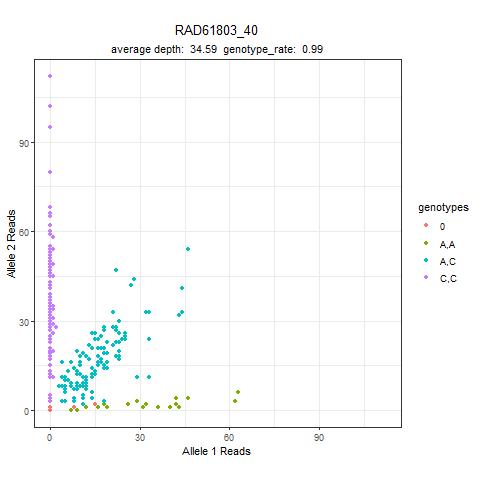 RAD61803_40
average depth:  34.59  genotype_rate:  0.99
Allele 2 Reads
90
60
30
0
0 30 60 90
Allele 1 Reads
genotypes
0
A,A
A,C
C,C